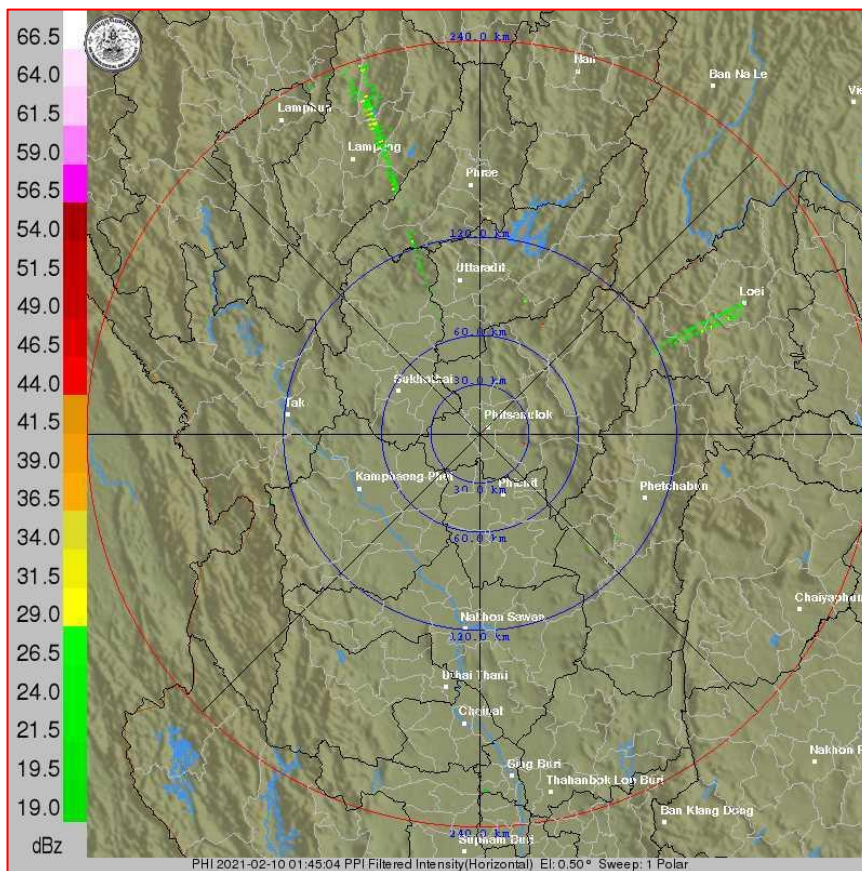 66.5
64.0
61.5
59.0
56.5
54.0
51.5
49.0
46.5
44.0
41.5
39.0
36.5
34.0
31.5
29.0
26.5
24.0
21.5
19.5
19.0
dBz
240.0 km
Nan
Ban Na Le
Lamphun
Lampang
Phrae
120.0 km
Uttaradit
Loei
60.0 km
30.0 km
Sukhothai
Tak
Phitsanulok
Kamphaeng Phet
30.0 km
Phichit
Phetchabun
60.0 km
Chaiyaphum
Nakhon Sawan
120.0 km
Uthai Thani
Chainat
Sing Buri
Nakhon R
Thahanbok Lop Buri
Ban Klang Dong
240.0 km
Suphan Buri
PHI 2021-02-10 01:45:04 PPI Filtered Intensity(Horizontal) El: 0.50° Sweep: 1 Polar